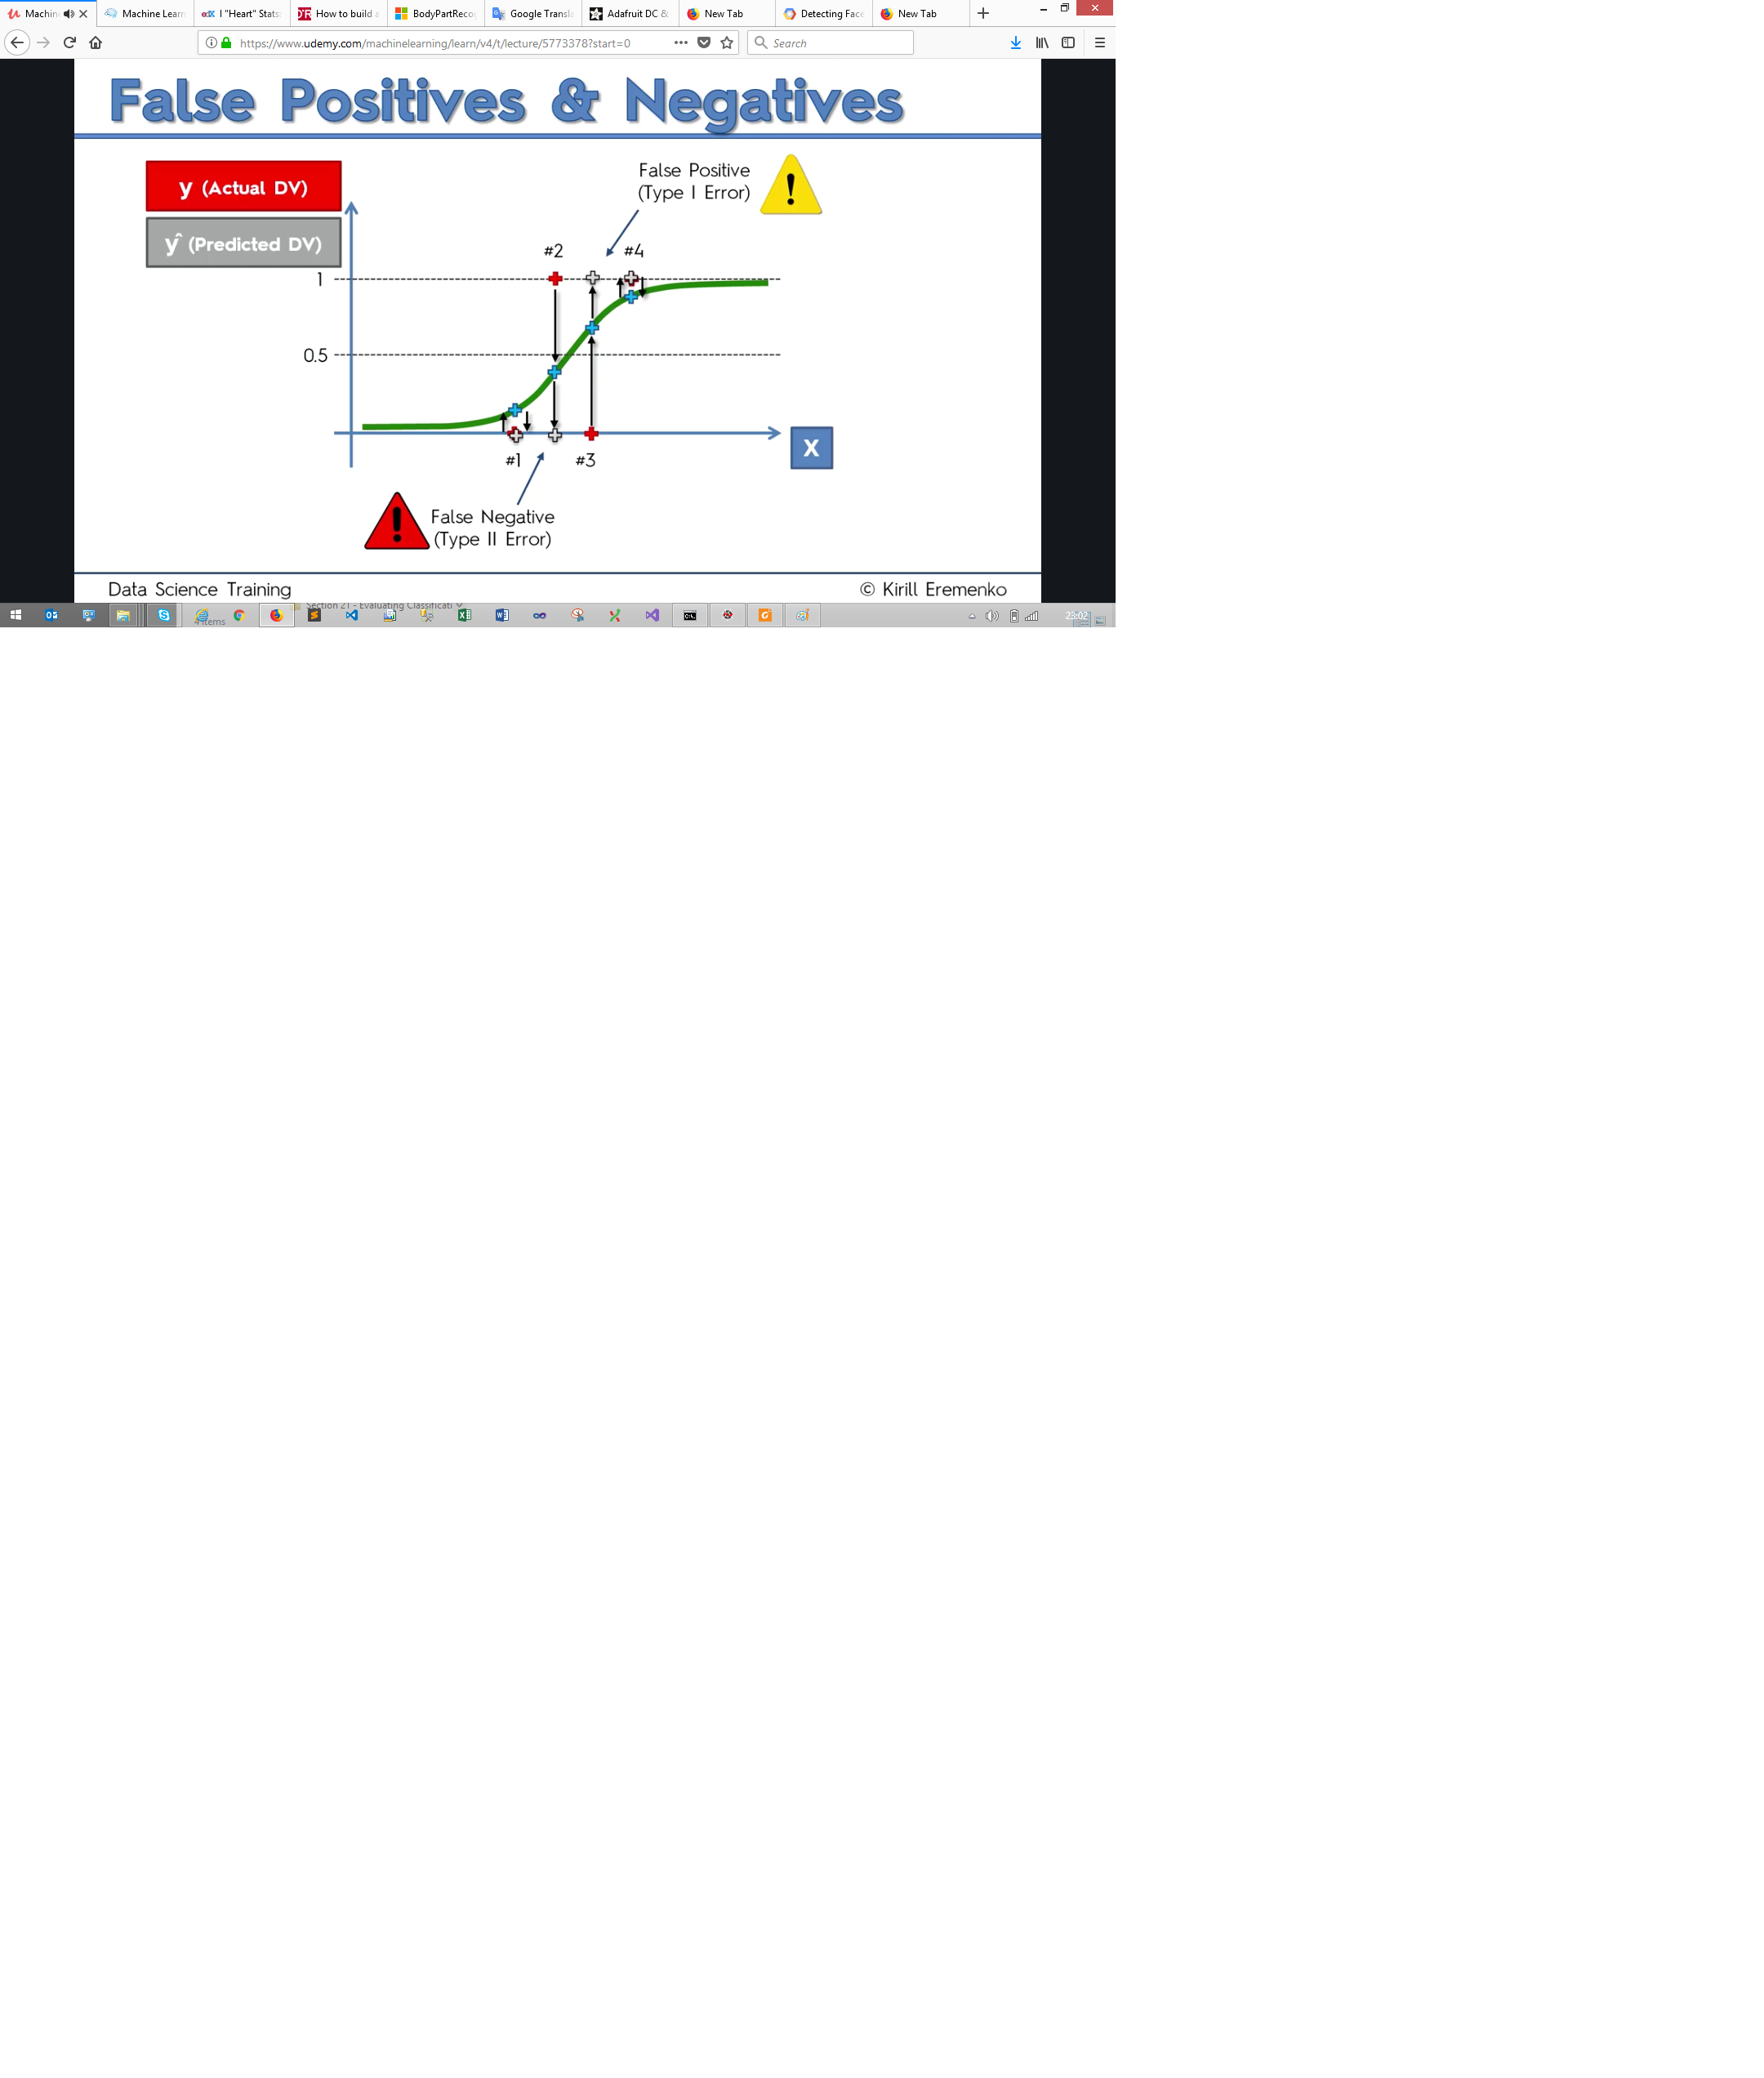 Machin
Machine Learn
edX I "Heart" Stats:
D'R How to build a
BodyPartReco
Google Transla
Adafruit DC &
New Tab
Detecting Face
New Tab
https://www.udemy.com/machinelearning/learn/v4/t/lecture/5773378?start=0
Search
False Positives & Negatives
y (Actual DV)
ŷ (Predicted DV)
False Positive
(Type I Error)
#2
#4
1
0.5
X
#1
#3
False Negative
(Type II Error)
Data Science Training
© Kirill Eremenko
Section 21 - Evaluating Classificati
4 items
23:02